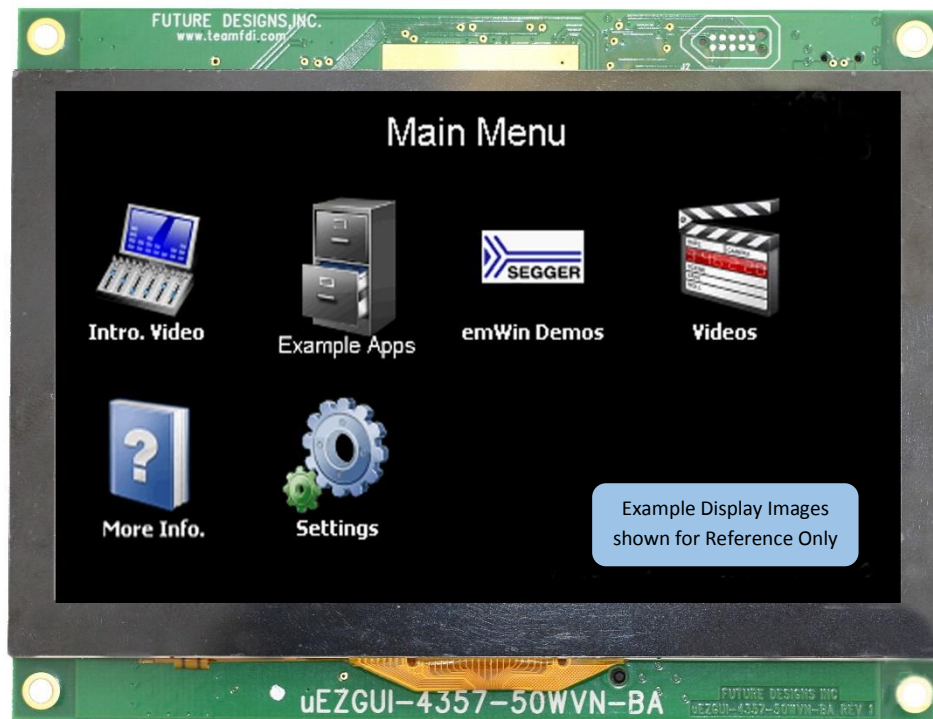 FUTURE DESIGNS,INC.
www.teamfdi.com
J2
Main Menu
SEGGER
Intro. Video
Example Apps
emWin Demos
Videos
?
More Info.
Settings
Example Display Images
shown for Reference Only
uEZGUI-4357-50WVN-BA
FUTURE DESIGNS INC
uEZGUI-4357-50WVN-BA REV 1